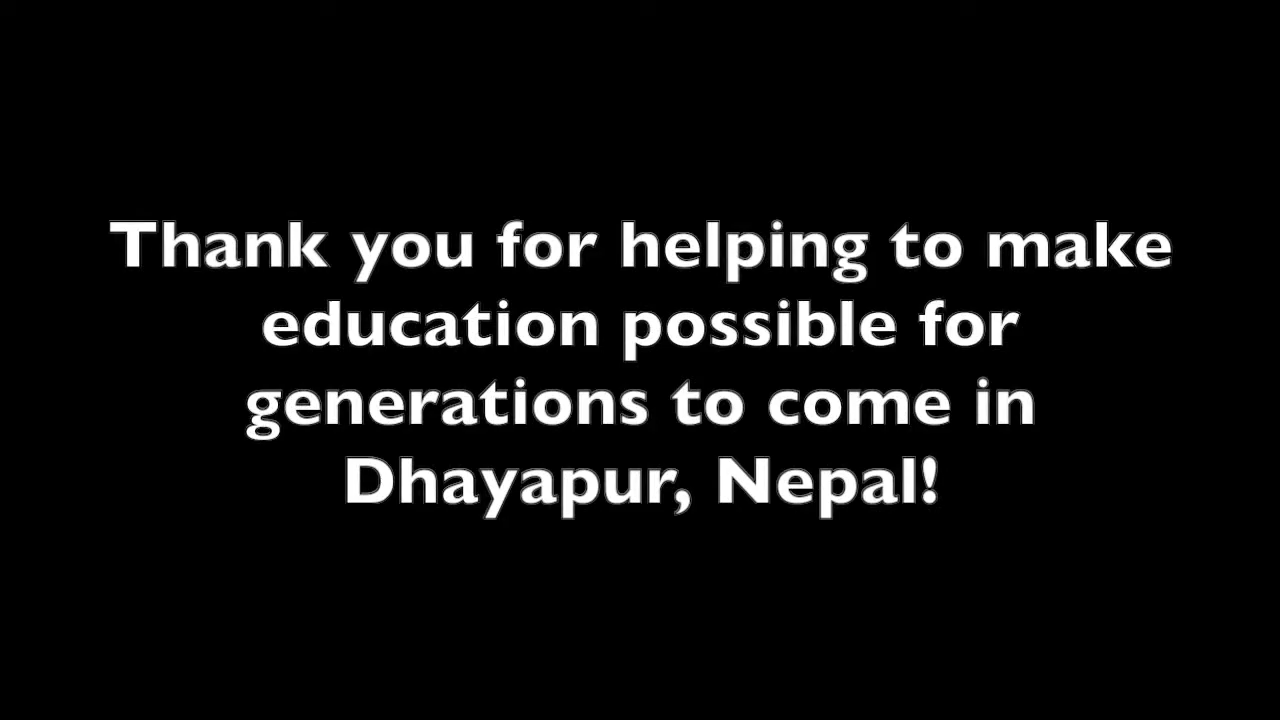 Thank you for helping to make
education possible for
generations to come in
Dhayapur, Nepal!